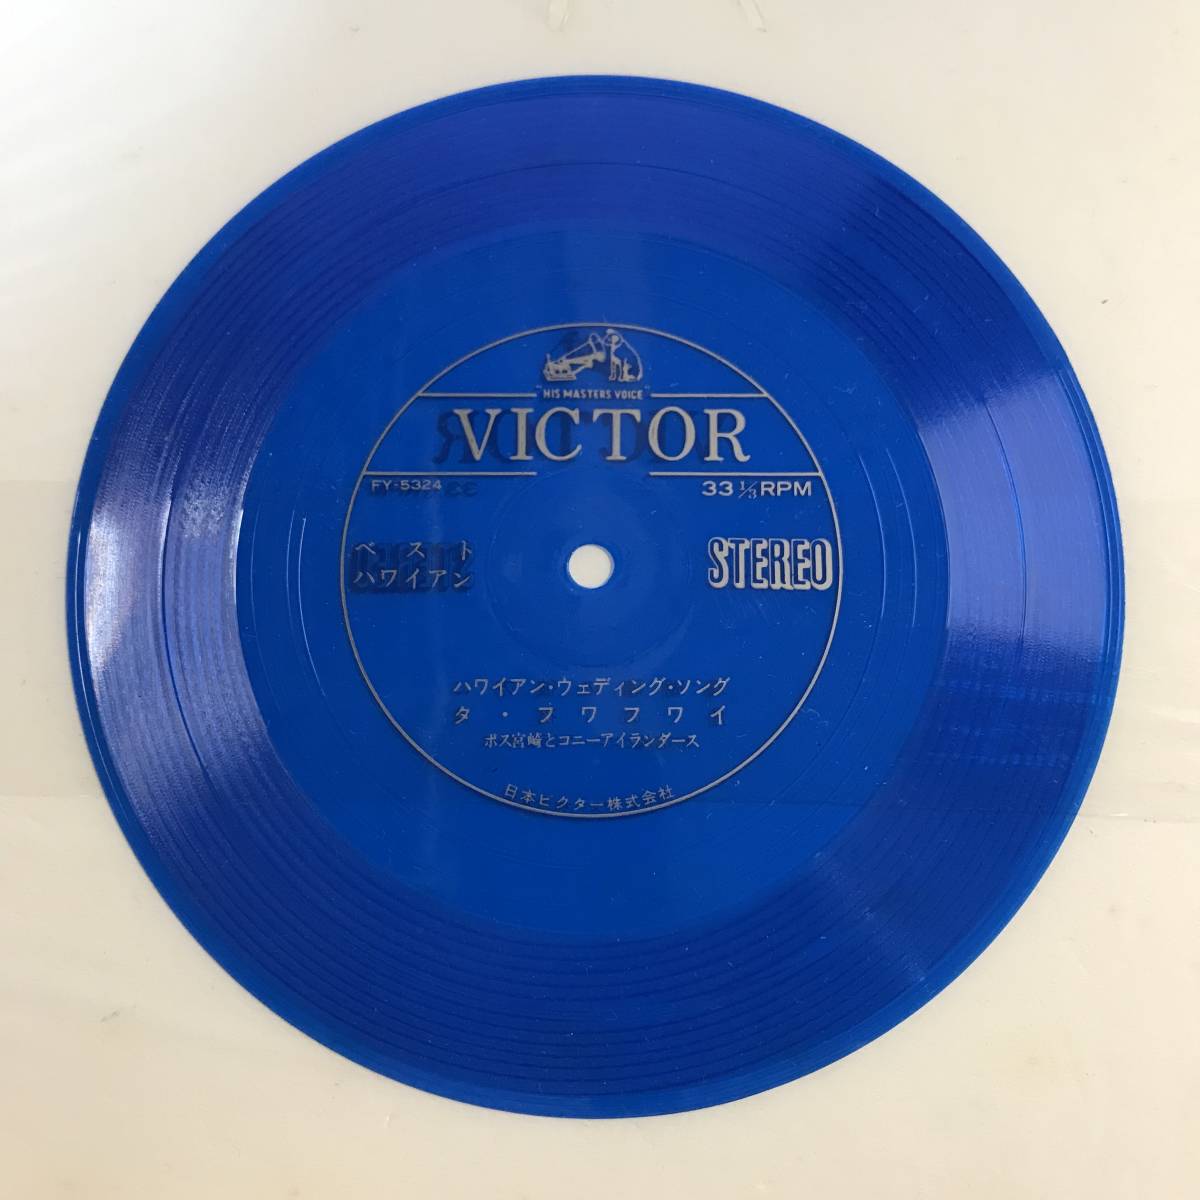 "HIS MASTERS VOICE"
VICTOR
FY-5324
33 1/3 RPM
ベスト
ハワイアン
STEREO
ハワイアン・ウェディング・ソング
タ・フワフワイ
ポス宮崎とコニーアイランダース
日本ビクター株式会社